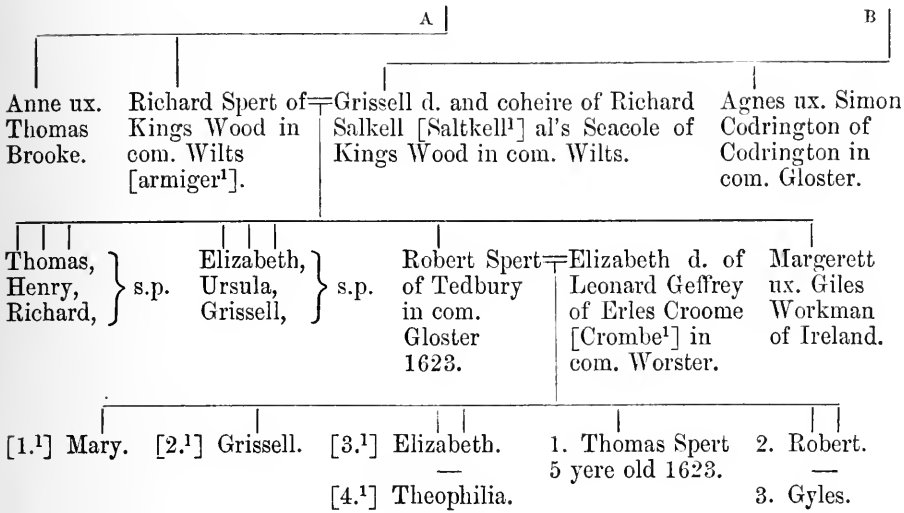 A
B
Anne ux.
Thomas
Brooke.
Richard Spert of
Kings Wood in
com. Wilts
[armiger¹].
Grissell d. and coheire of Richard
Salkell [Saltkell¹] al's Seacole of
Kings Wood in com. Wilts.
Agnes ux. Simon
Codrington of
Codrington in
com. Gloster.
Thomas,
Henry,
Richard,
s.p.
Elizabeth,
Ursula,
Grissell,
s.p.
Robert Spert
of Tedbury
in com.
Gloster
1623.
Elizabeth d. of
Leonard Geffrey
of Erles Croome
[Crombe¹] in
com. Worster.
Margerett
ux. Giles
Workman
of Ireland.
[1.¹] Mary.
[2.¹] Grissell.
[3.¹] Elizabeth.
[4.¹] Theophilia.
1. Thomas Spert
5 yere old 1623.
2. Robert.
3. Gyles.